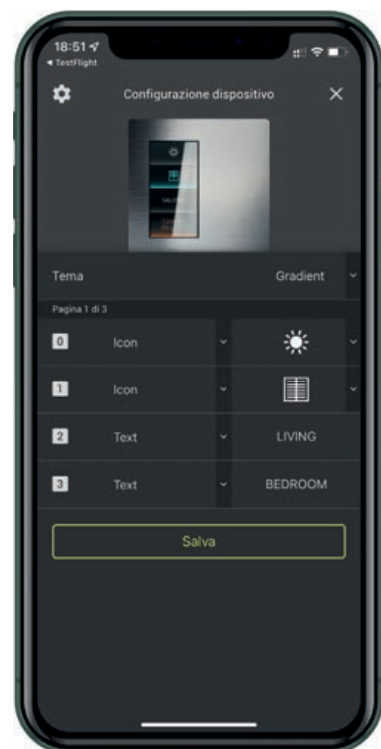 18:51
TestFlight
Configurazione dispositivo
Tema Gradient
Pagina 1 di 3
0 Icon
1 Icon
2 Text LIVING
3 Text BEDROOM
Salva